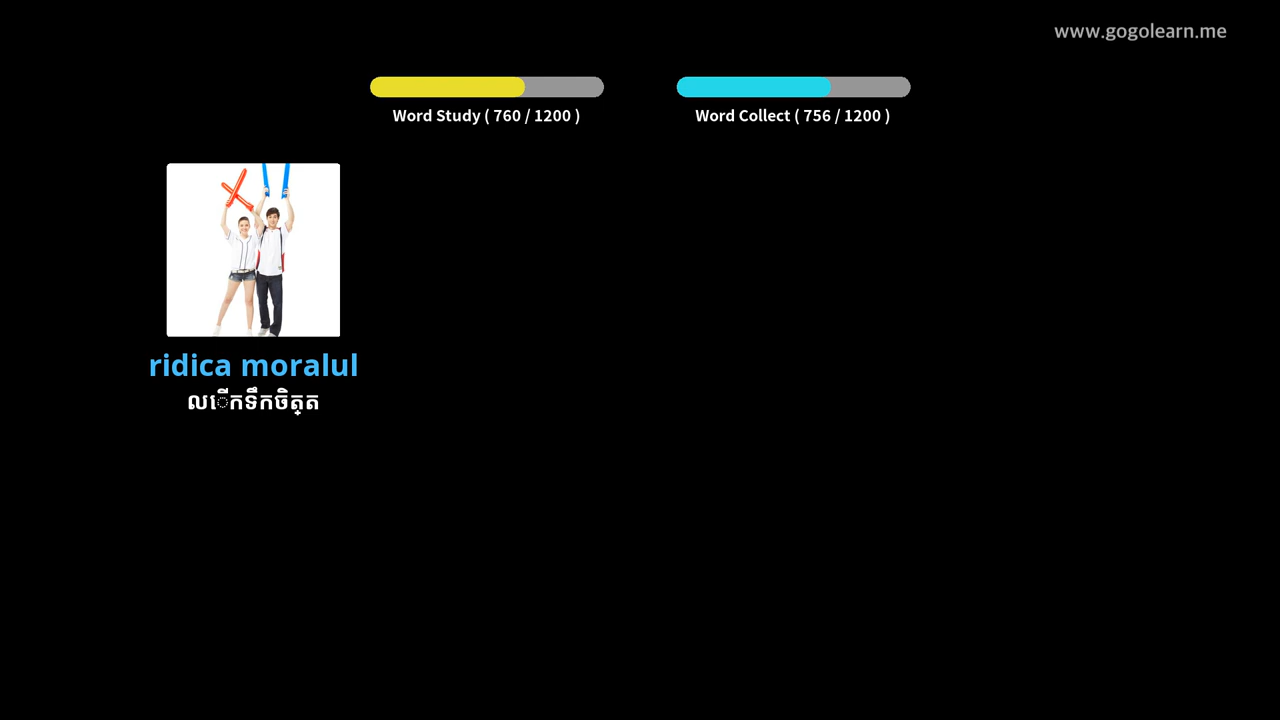 www.gogolearn.me
Word Study ( 760 / 1200 )
Word Collect ( 756 / 1200 )
ridica moralul
លើកទឹកចិត្ត